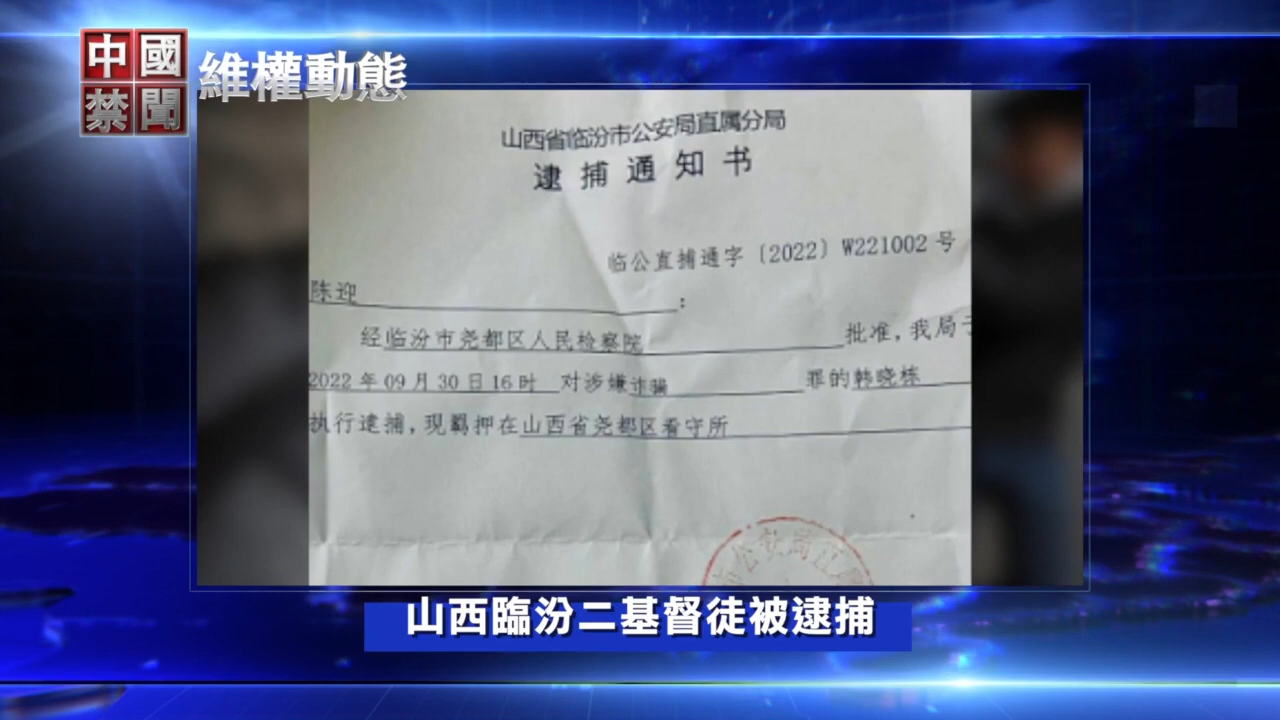 中國
禁聞
維權動態
山西省临汾市公安局直属分局
逮捕通知书
临公直捕通字〔2022〕W221002号
陈迎:
经临汾市尧都区人民检察院批准,我局
2022年09月30日16时 对涉嫌诈骗 罪的韩晓栋
执行逮捕,现羁押在山西省尧都区看守所
公安局
山西臨汾二基督徒被逮捕